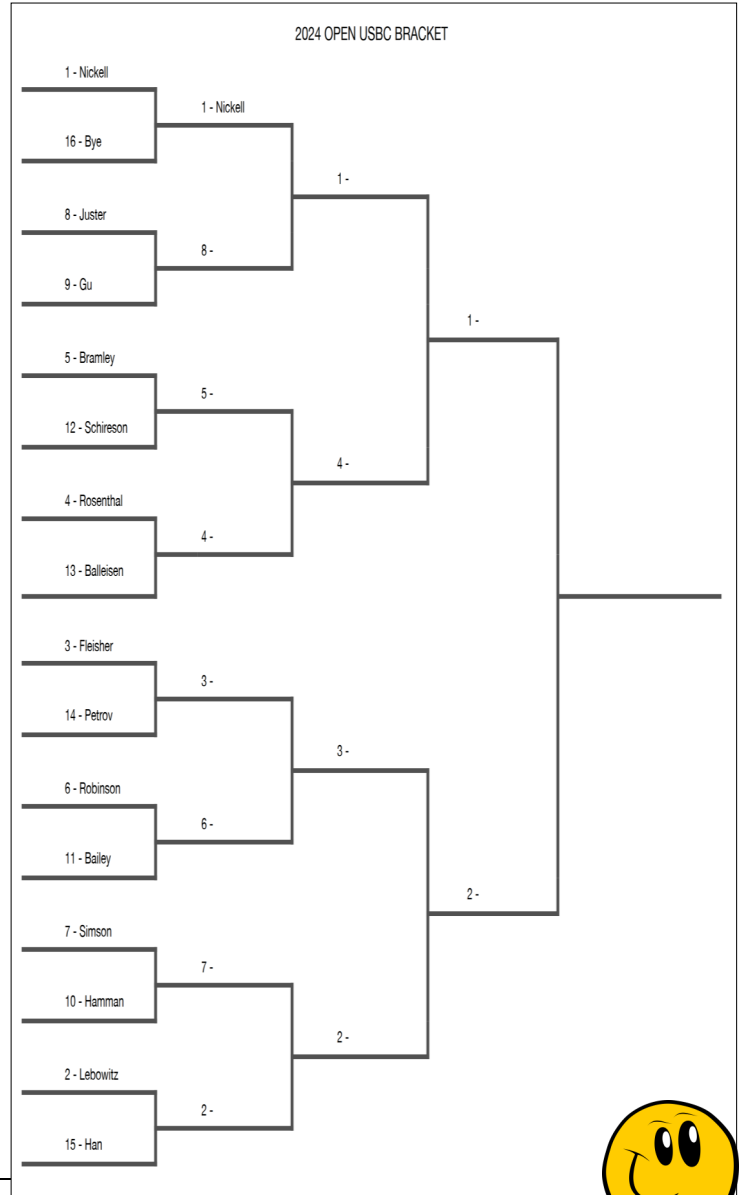 2024 OPEN USBC BRACKET
1 - Nickell
1 - Nickell
16 - Bye
1 -
8 - Juster
8 -
9 - Gu
1 -
5 - Bramley
5 -
12 - Schireson
4 -
4 - Rosenthal
4 -
13 - Balleisen
3 - Fleisher
3 -
14 - Petrov
3 -
6 - Robinson
6 -
11 - Bailey
2 -
7 - Simson
7 -
10 - Hamman
2 -
2 - Lebowitz
2 -
15 - Han